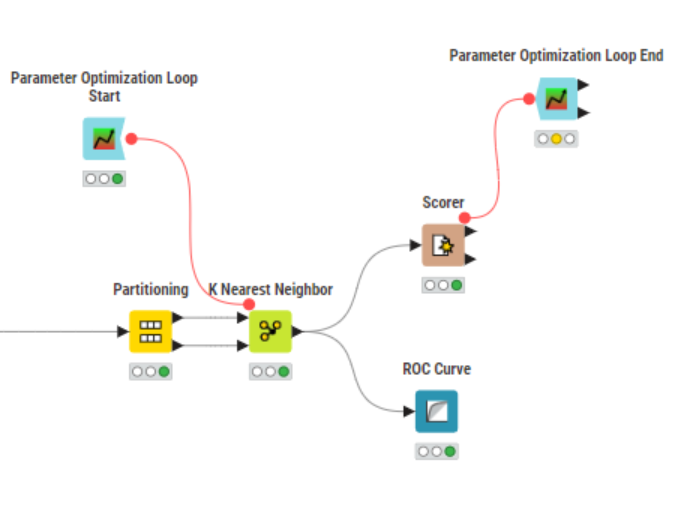 Parameter Optimization Loop End
Parameter Optimization Loop
Start
Scorer
Partitioning
K Nearest Neighbor
ROC Curve